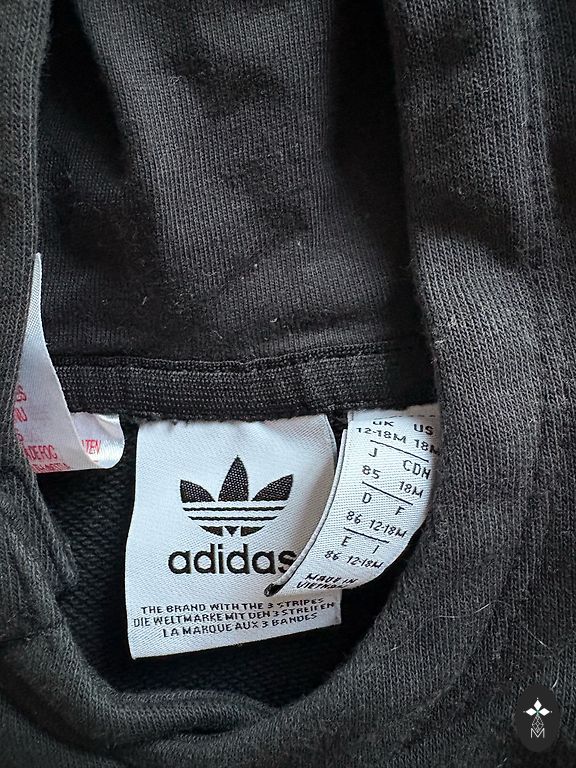 adidas
THE BRAND WITH THE 3 STRIPES
DIE WELTMARKE MIT DEN 3 STREIFEN
LA MARQUE AUX 3 BANDES
UK US
12-18M 18M
J CDN
85 18M
D F
86 12-18M
E I
86 12-18M
MADE IN
VIETNAM